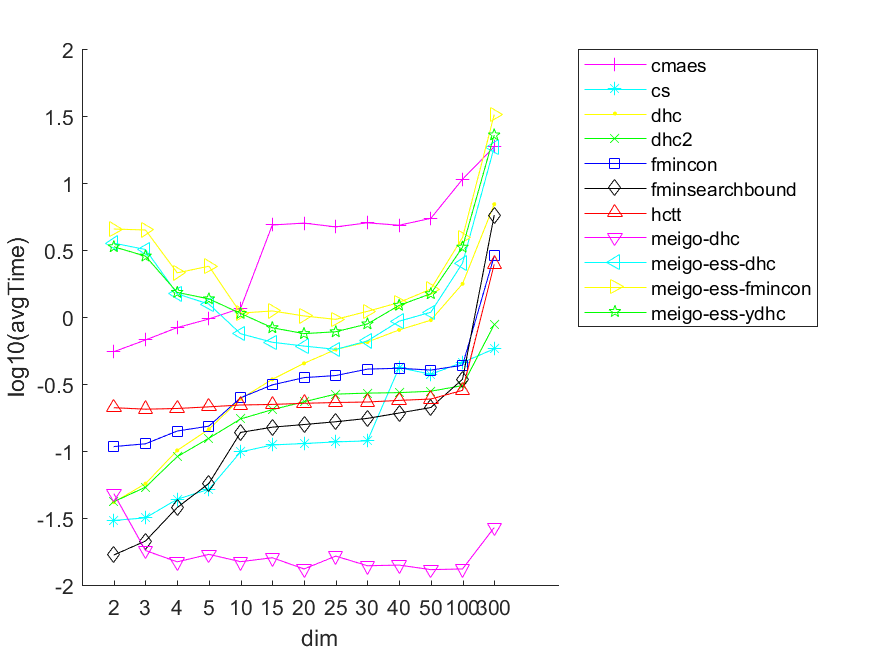 2
1.5
1
0.5
0
-0.5
-1
-1.5
-2
log10(avgTime)
2 3 4 5 10 15 20 25 30 40 50 100 300
dim
cmaes
cs
dhc
dhc2
fmincon
fminsearchbound
hctt
meigo-dhc
meigo-ess-dhc
meigo-ess-fmincon
meigo-ess-ydhc